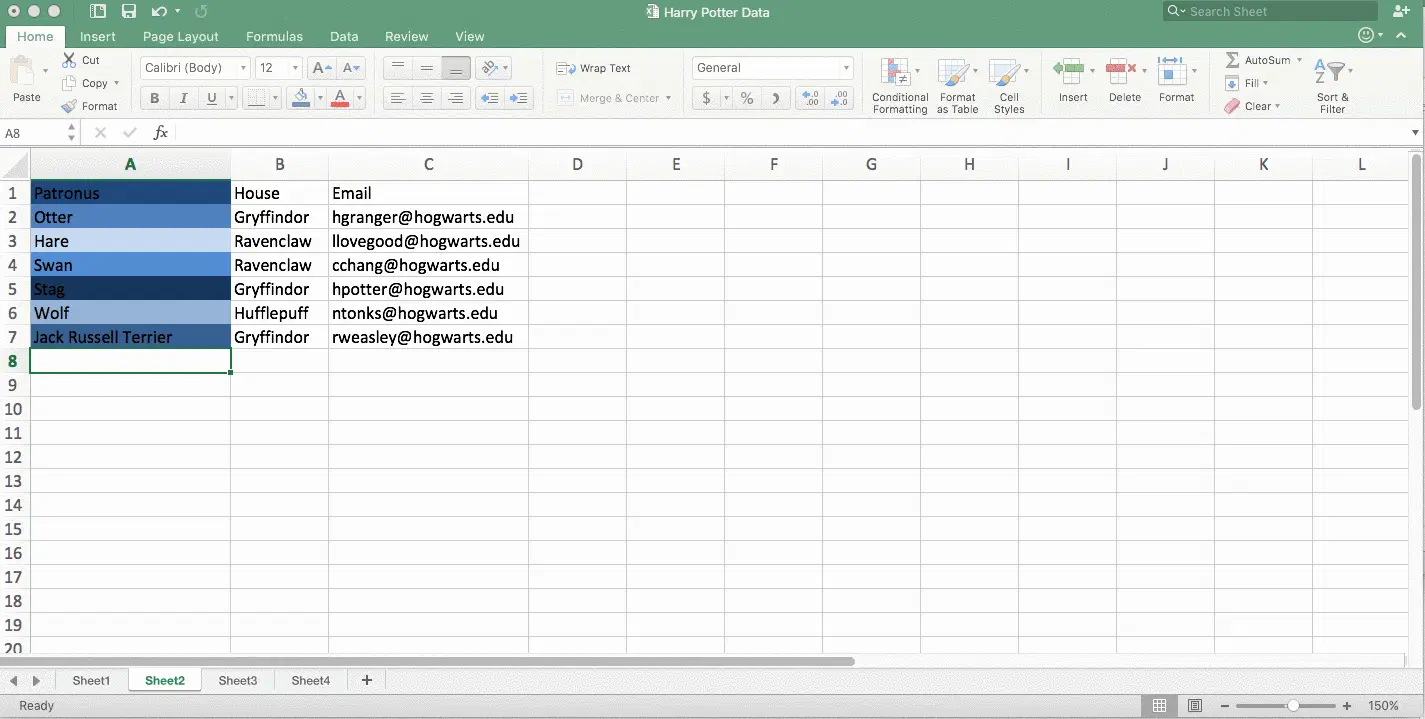 Harry Potter Data
Search Sheet
Home Insert Page Layout Formulas Data Review View
Paste
Cut
Copy
Format
Calibri (Body) 12 A A
B I U A
Wrap Text
Merge & Center
General
$ % )
.0 .00
.00 .0
Conditional Formatting
Format as Table
Cell Styles
Insert Delete Format
AutoSum
Fill
Clear
A Z
Sort & Filter
A8 fx
A B C D E F G H I J K L
1 Patronus House Email
2 Otter Gryffindor hgranger@hogwarts.edu
3 Hare Ravenclaw llovegood@hogwarts.edu
4 Swan Ravenclaw cchang@hogwarts.edu
5 Stag Gryffindor hpotter@hogwarts.edu
6 Wolf Hufflepuff ntonks@hogwarts.edu
7 Jack Russell Terrier Gryffindor rweasley@hogwarts.edu
8
9
10
11
12
13
14
15
16
17
18
19
20
Sheet1 Sheet2 Sheet3 Sheet4 +
Ready 150%